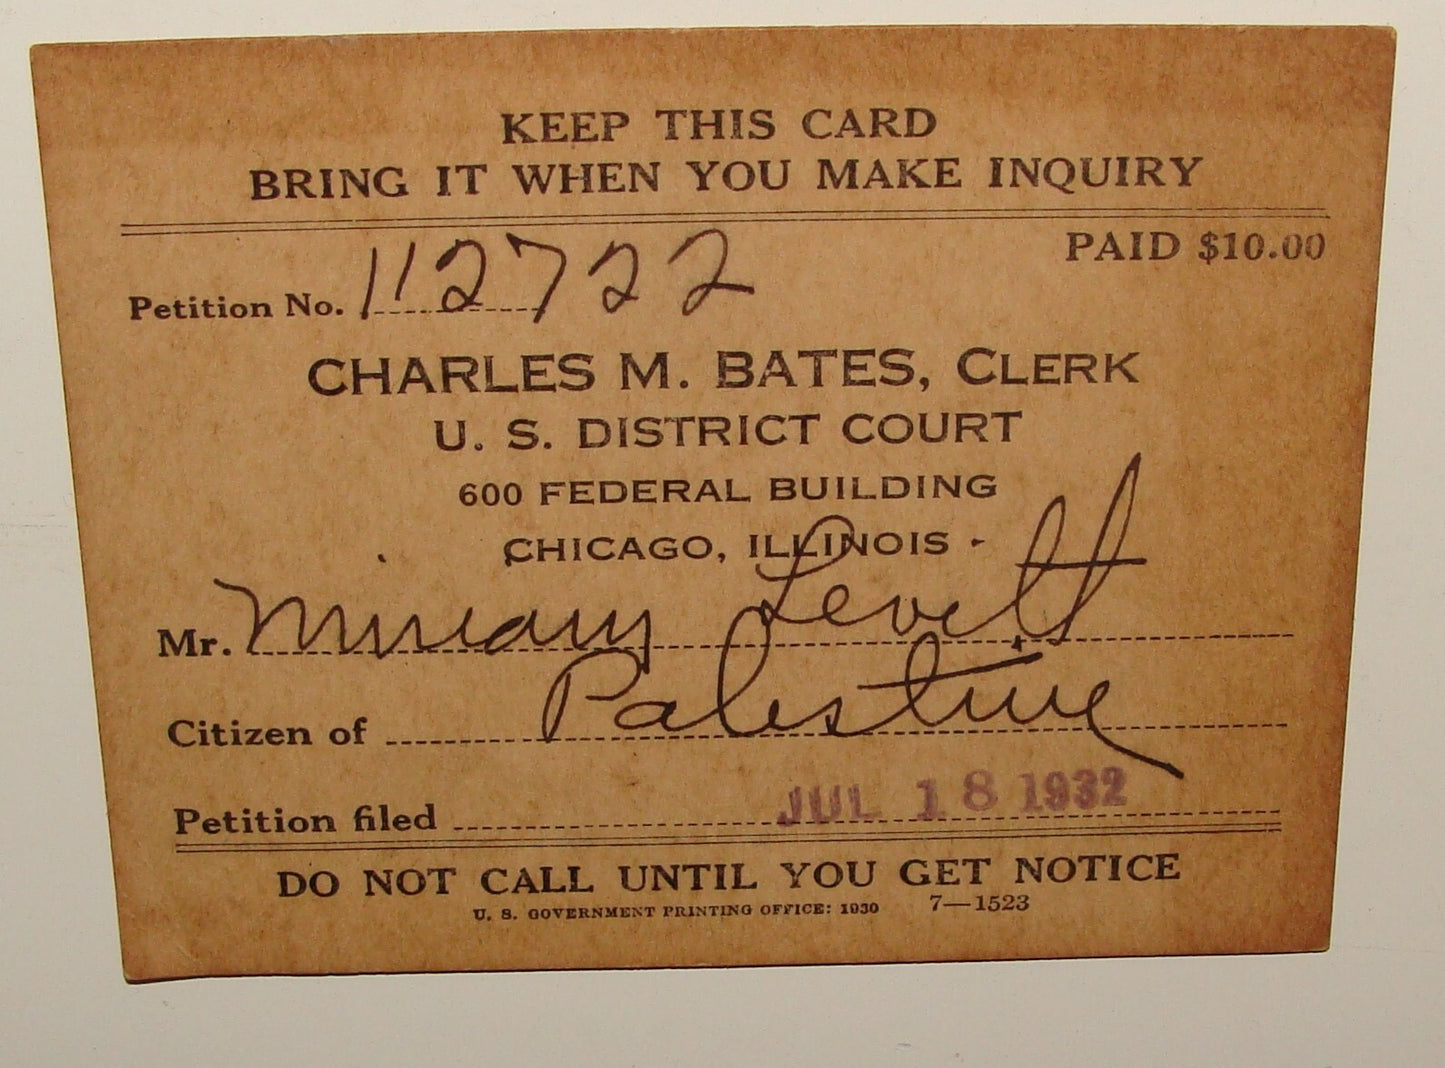 KEEP THIS CARD
BRING IT WHEN YOU MAKE INQUIRY
PAID $10.00
Petition No. 112722
CHARLES M. BATES, CLERK
U. S. DISTRICT COURT
600 FEDERAL BUILDING
CHICAGO, ILLINOIS
Mr. Miriam Levitt
Citizen of Palestine
Petition filed JUL 18 1932
DO NOT CALL UNTIL YOU GET NOTICE
U. S. GOVERNMENT PRINTING OFFICE: 1930 7—1523